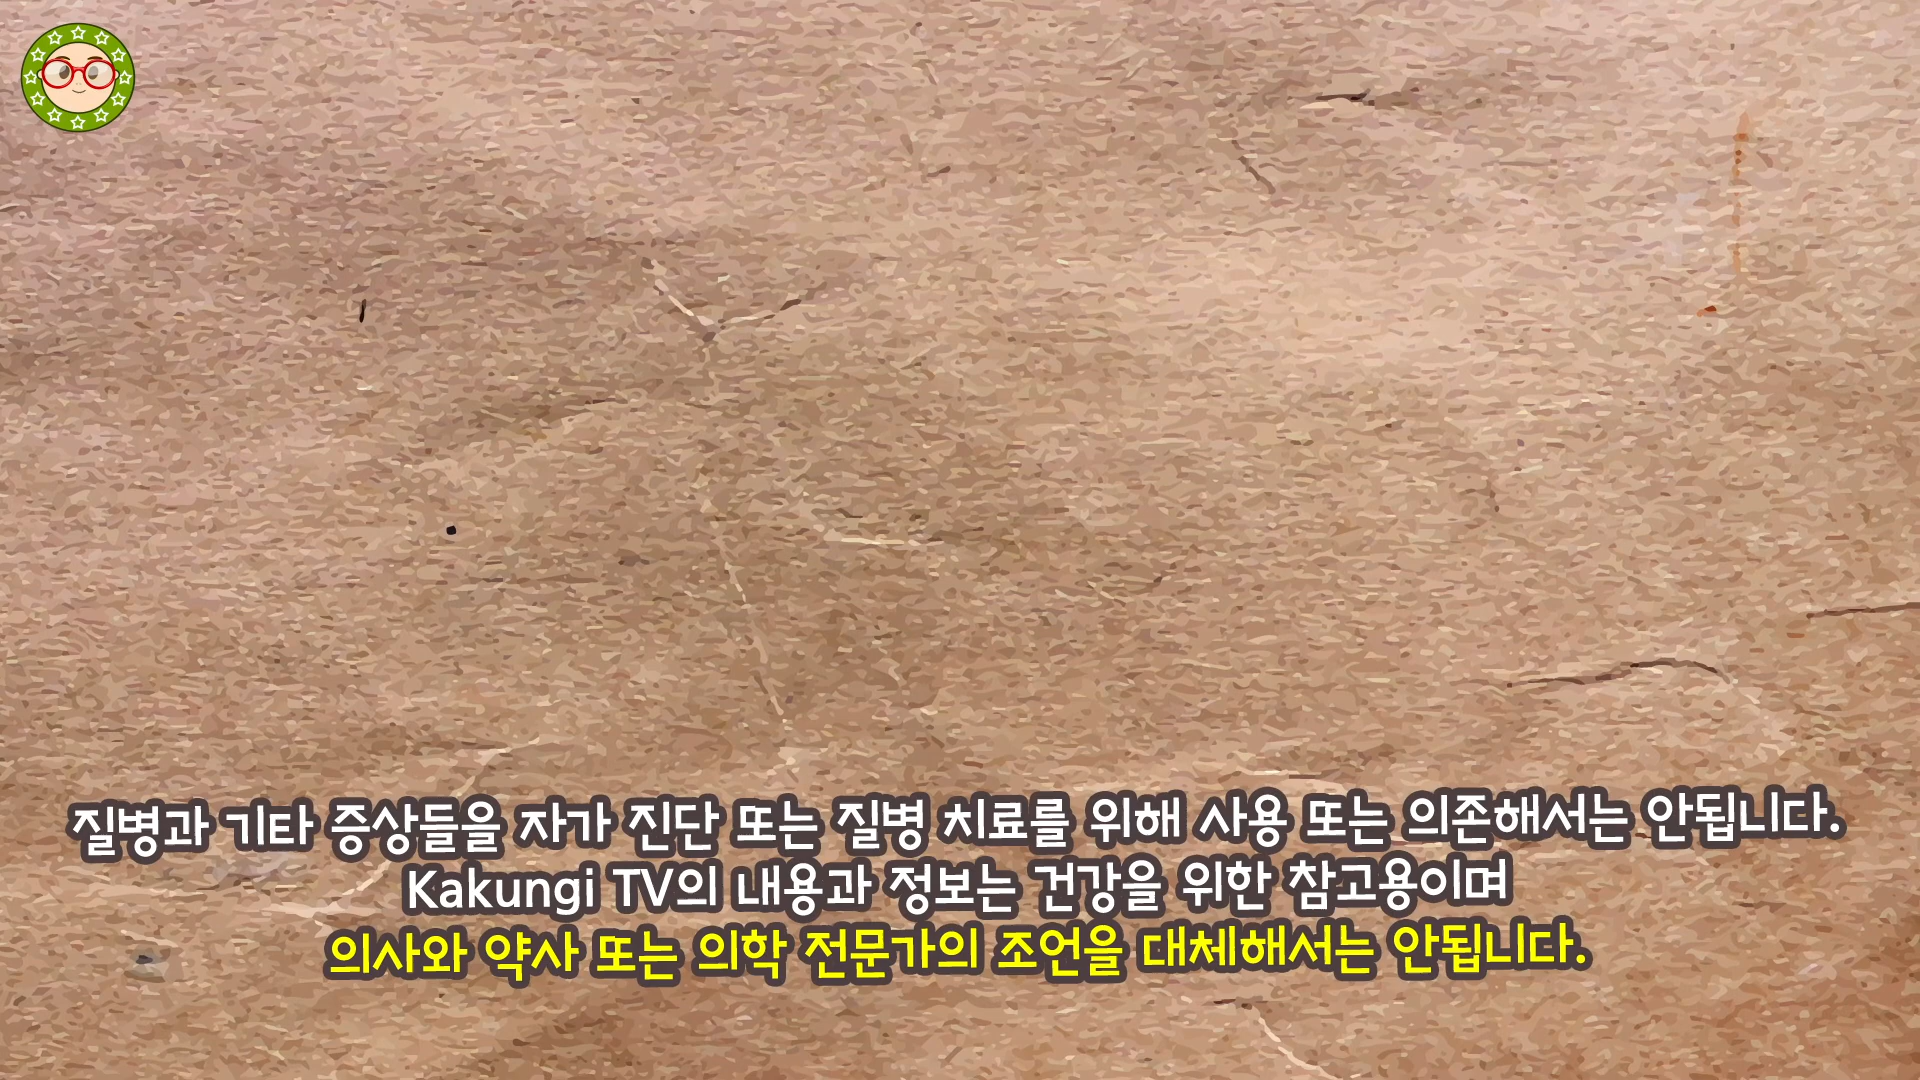 질병과 기타 증상들을 자가 진단 또는 질병 치료를 위해 사용 또는 의존해서는 안됩니다.
Kakungi TV의 내용과 정보는 건강을 위한 참고용이며
의사와 약사 또는 의학 전문가의 조언을 대체해서는 안됩니다.